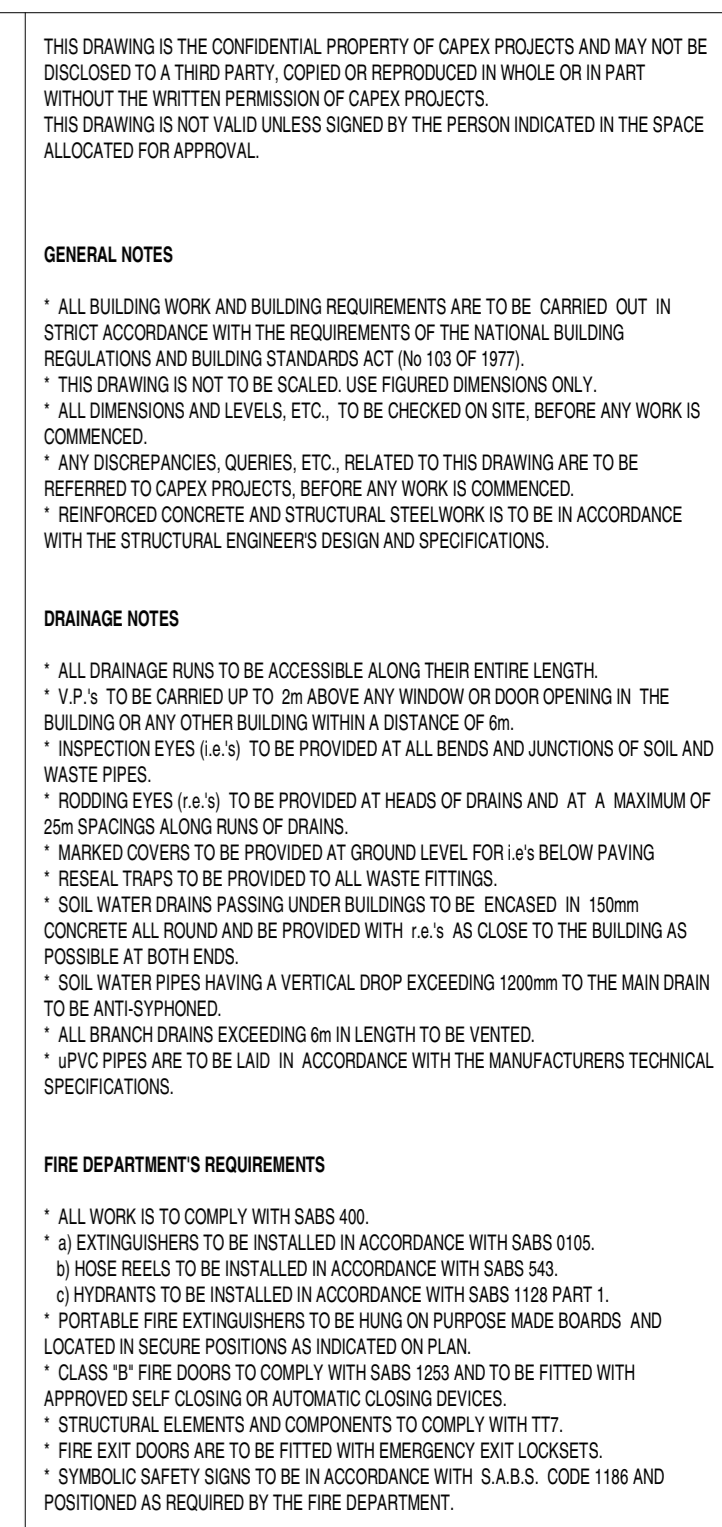 THIS DRAWING IS THE CONFIDENTIAL PROPERTY OF CAPEX PROJECTS AND MAY NOT BE
DISCLOSED TO A THIRD PARTY, COPIED OR REPRODUCED IN WHOLE OR IN PART
WITHOUT THE WRITTEN PERMISSION OF CAPEX PROJECTS.
THIS DRAWING IS NOT VALID UNLESS SIGNED BY THE PERSON INDICATED IN THE SPACE
ALLOCATED FOR APPROVAL.
GENERAL NOTES
* ALL BUILDING WORK AND BUILDING REQUIREMENTS ARE TO BE CARRIED OUT IN
STRICT ACCORDANCE WITH THE REQUIREMENTS OF THE NATIONAL BUILDING
REGULATIONS AND BUILDING STANDARDS ACT (No 103 OF 1977).
* THIS DRAWING IS NOT TO BE SCALED. USE FIGURED DIMENSIONS ONLY.
* ALL DIMENSIONS AND LEVELS, ETC., TO BE CHECKED ON SITE, BEFORE ANY WORK IS
COMMENCED.
* ANY DISCREPANCIES, QUERIES, ETC., RELATED TO THIS DRAWING ARE TO BE
REFERRED TO CAPEX PROJECTS, BEFORE ANY WORK IS COMMENCED.
* REINFORCED CONCRETE AND STRUCTURAL STEELWORK IS TO BE IN ACCORDANCE
WITH THE STRUCTURAL ENGINEER'S DESIGN AND SPECIFICATIONS.
DRAINAGE NOTES
* ALL DRAINAGE RUNS TO BE ACCESSIBLE ALONG THEIR ENTIRE LENGTH.
* V.P.'s TO BE CARRIED UP TO 2m ABOVE ANY WINDOW OR DOOR OPENING IN THE
BUILDING OR ANY OTHER BUILDING WITHIN A DISTANCE OF 6m.
* INSPECTION EYES (i.e.'s) TO BE PROVIDED AT ALL BENDS AND JUNCTIONS OF SOIL AND
WASTE PIPES.
* RODDING EYES (r.e.'s) TO BE PROVIDED AT HEADS OF DRAINS AND AT A MAXIMUM OF
25m SPACINGS ALONG RUNS OF DRAINS.
* MARKED COVERS TO BE PROVIDED AT GROUND LEVEL FOR i.e's BELOW PAVING
* RESEAL TRAPS TO BE PROVIDED TO ALL WASTE FITTINGS.
* SOIL WATER DRAINS PASSING UNDER BUILDINGS TO BE ENCASED IN 150mm
CONCRETE ALL ROUND AND BE PROVIDED WITH r.e.'s AS CLOSE TO THE BUILDING AS
POSSIBLE AT BOTH ENDS.
* SOIL WATER PIPES HAVING A VERTICAL DROP EXCEEDING 1200mm TO THE MAIN DRAIN
TO BE ANTI-SYPHONED.
* ALL BRANCH DRAINS EXCEEDING 6m IN LENGTH TO BE VENTED.
* uPVC PIPES ARE TO BE LAID IN ACCORDANCE WITH THE MANUFACTURERS TECHNICAL
SPECIFICATIONS.
FIRE DEPARTMENT'S REQUIREMENTS
* ALL WORK IS TO COMPLY WITH SABS 400.
* a) EXTINGUISHERS TO BE INSTALLED IN ACCORDANCE WITH SABS 0105.
b) HOSE REELS TO BE INSTALLED IN ACCORDANCE WITH SABS 543.
c) HYDRANTS TO BE INSTALLED IN ACCORDANCE WITH SABS 1128 PART 1.
* PORTABLE FIRE EXTINGUISHERS TO BE HUNG ON PURPOSE MADE BOARDS AND
LOCATED IN SECURE POSITIONS AS INDICATED ON PLAN.
* CLASS "B" FIRE DOORS TO COMPLY WITH SABS 1253 AND TO BE FITTED WITH
APPROVED SELF CLOSING OR AUTOMATIC CLOSING DEVICES.
* STRUCTURAL ELEMENTS AND COMPONENTS TO COMPLY WITH TT7.
* FIRE EXIT DOORS ARE TO BE FITTED WITH EMERGENCY EXIT LOCKSETS.
* SYMBOLIC SAFETY SIGNS TO BE IN ACCORDANCE WITH S.A.B.S. CODE 1186 AND
POSITIONED AS REQUIRED BY THE FIRE DEPARTMENT.